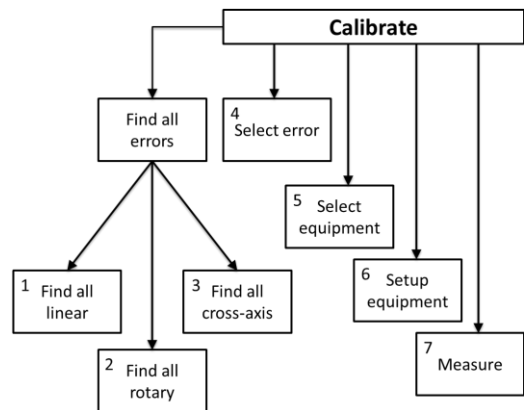 Calibrate
Find all
errors
4
Select error
5
Select
equipment
1
Find all
linear
3
Find all
cross-axis
6
Setup
equipment
2
Find all
rotary
7
Measure